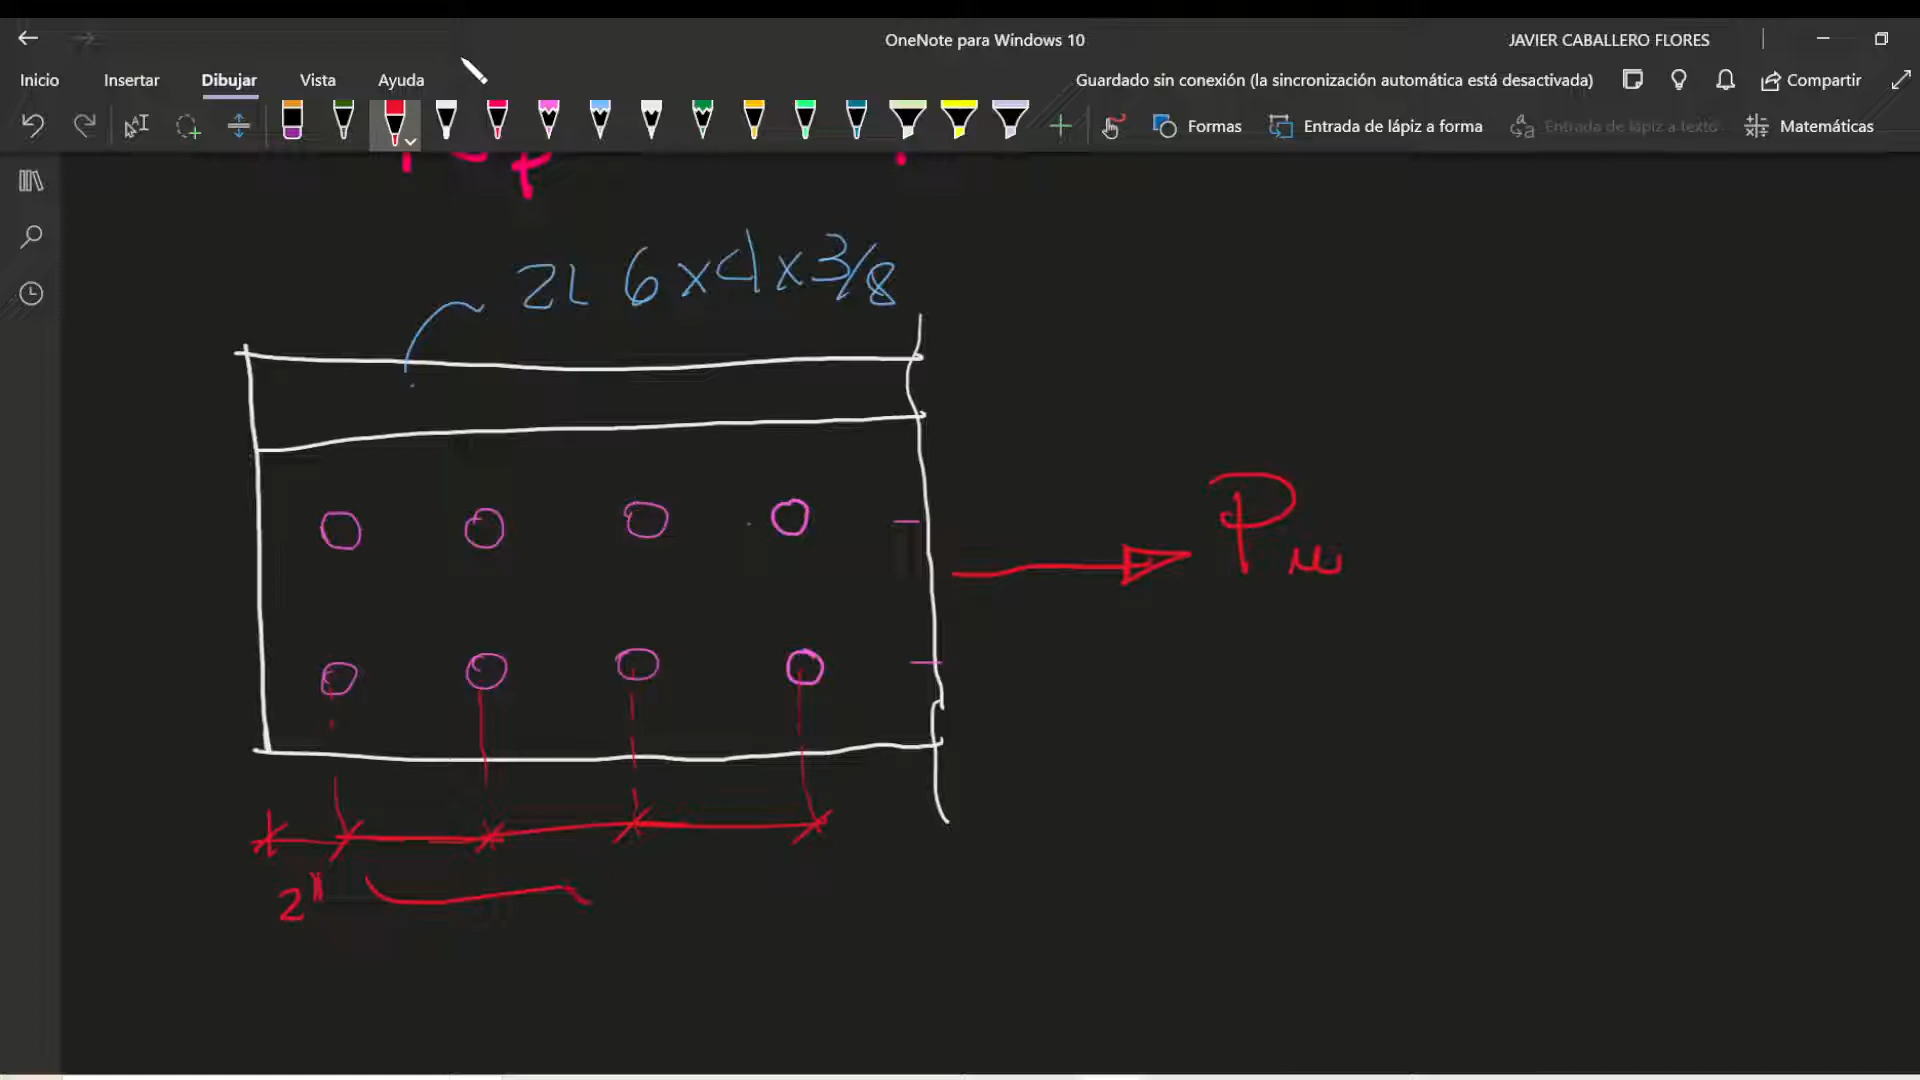 OneNote para Windows 10
JAVIER CABALLERO FLORES
Inicio Insertar Dibujar Vista Ayuda
Guardado sin conexión (la sincronización automática está desactivada)
Compartir
Formas
Entrada de lápiz a forma
Entrada de lápiz a texto
Matemáticas
2L 6x4x3/8
Pu
2"